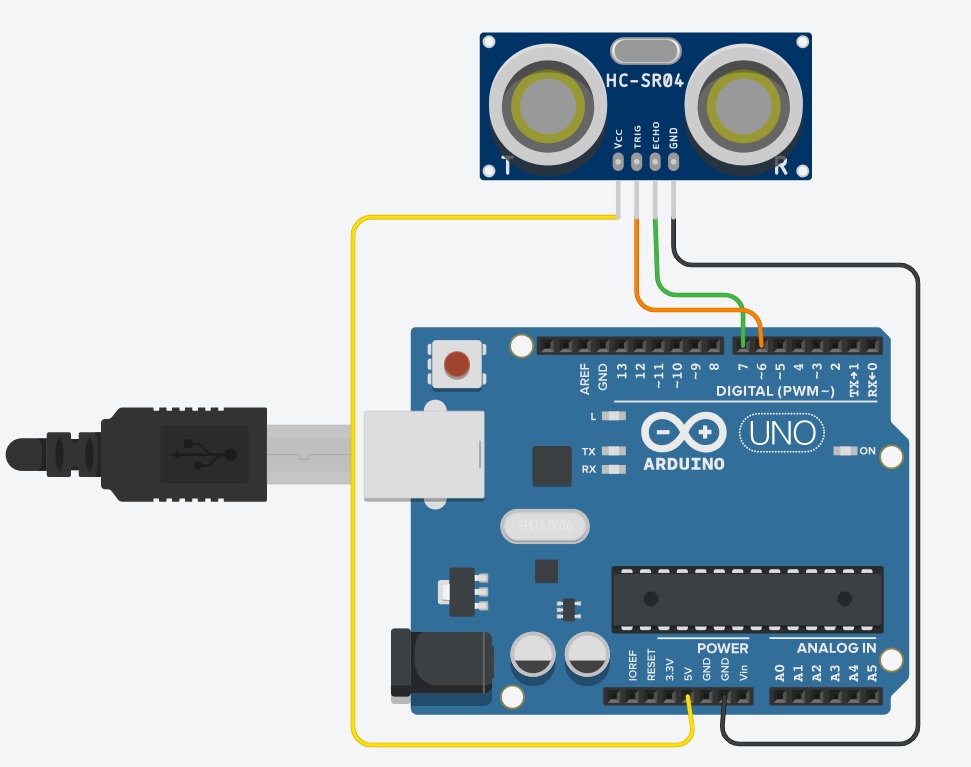 HC-SR04
VCC
TRIG
ECHO
GND
T
R
AREF
GND
13
12
~11
~10
~9
8
7
~6
~5
4
~3
2
TX→1
RX←0
DIGITAL (PWM~)
L
TX
RX
UNO
ARDUINO
ON
SPK16.000G
POWER
ANALOG IN
IOREF
RESET
3.3V
5V
GND
GND
Vin
A0
A1
A2
A3
A4
A5